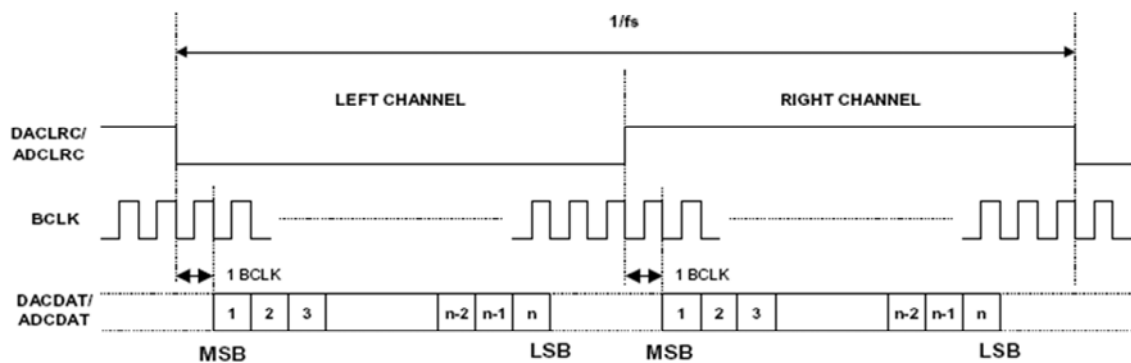 1/fs
LEFT CHANNEL
RIGHT CHANNEL
DACLRC/
ADCLRC
BCLK
1 BCLK
1 BCLK
DACDAT/
ADCDAT
1 2 3 n-2 n-1 n
1 2 3 n-2 n-1 n
MSB
LSB
MSB
LSB